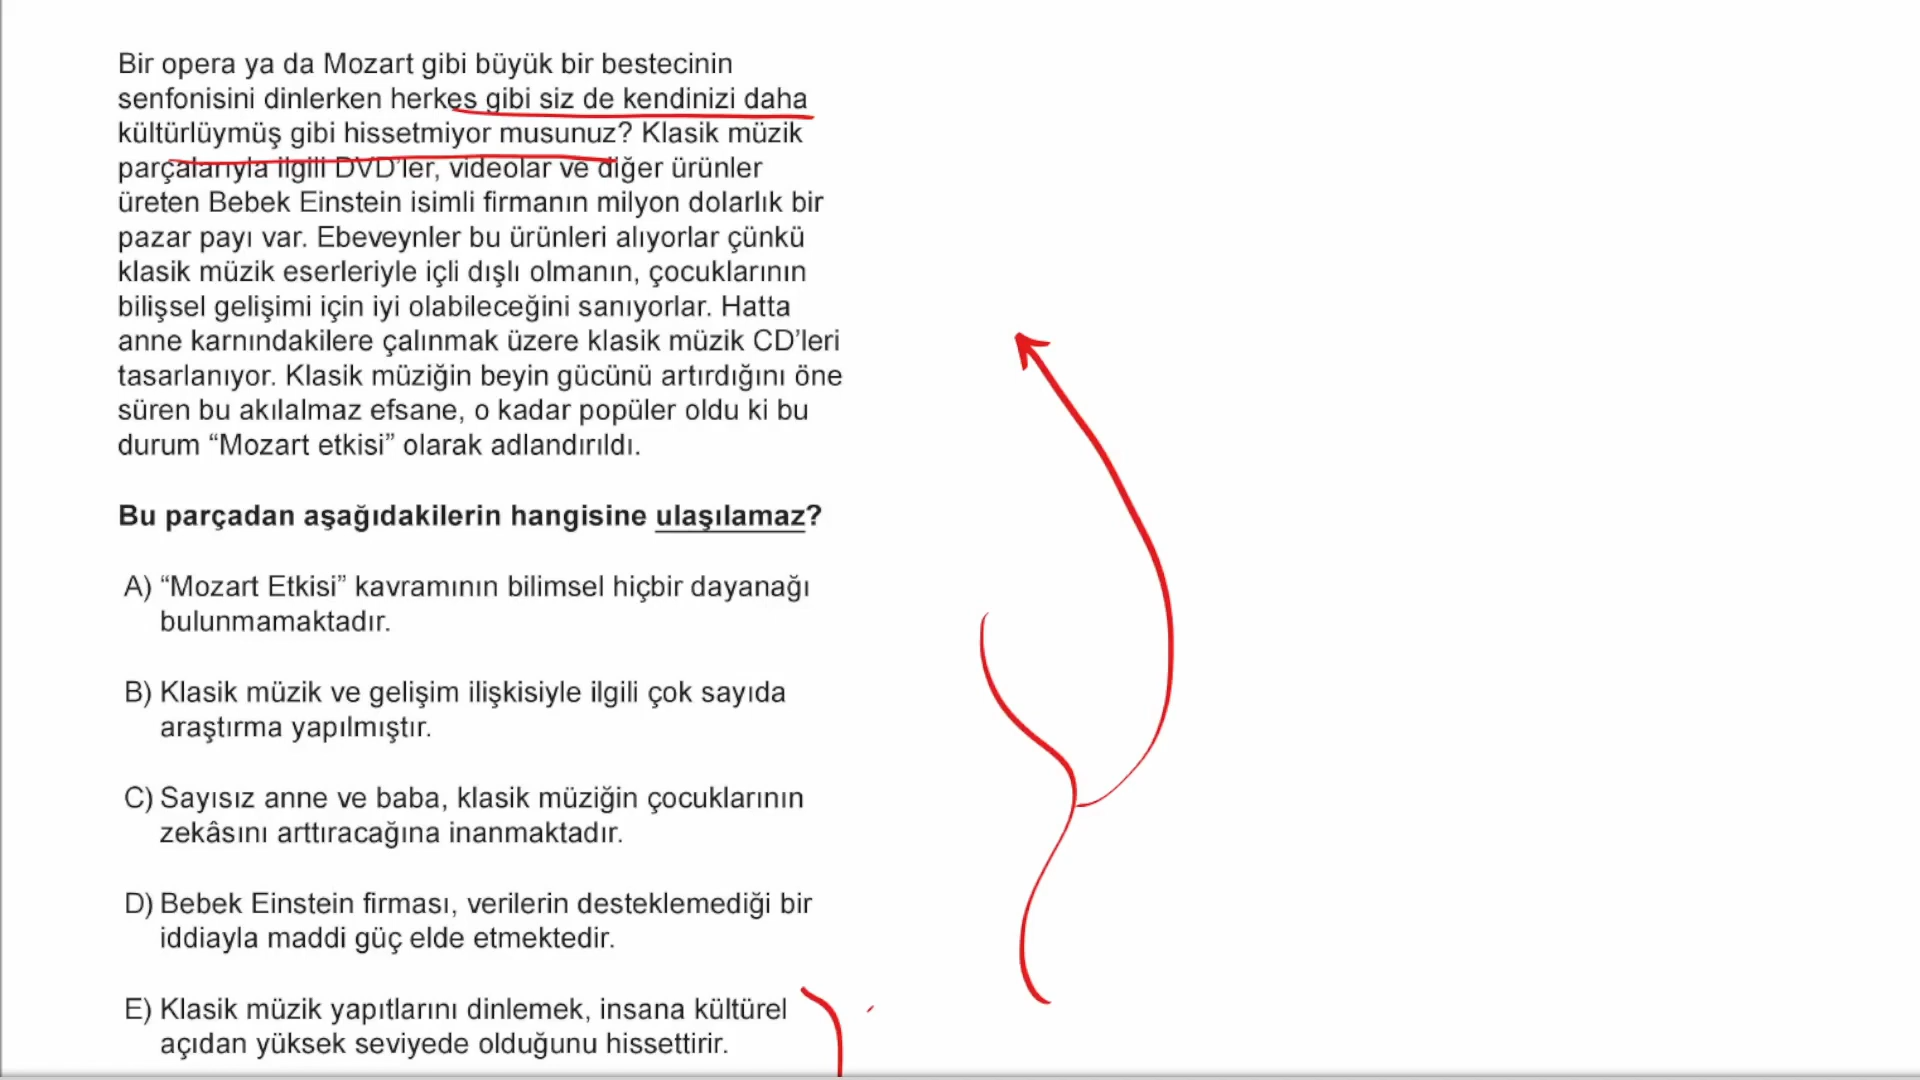 Bir opera ya da Mozart gibi büyük bir bestecinin
senfonisini dinlerken herkes gibi siz de kendinizi daha
kültürlüymüş gibi hissetmiyor musunuz? Klasik müzik
parçalarıyla ilgili DVD’ler, videolar ve diğer ürünler
üreten Bebek Einstein isimli firmanın milyon dolarlık bir
pazar payı var. Ebeveynler bu ürünleri alıyorlar çünkü
klasik müzik eserleriyle içli dışlı olmanın, çocuklarının
bilişsel gelişimi için iyi olabileceğini sanıyorlar. Hatta
anne karnındakilere çalınmak üzere klasik müzik CD’leri
tasarlanıyor. Klasik müziğin beyin gücünü artırdığını öne
süren bu akılalmaz efsane, o kadar popüler oldu ki bu
durum “Mozart etkisi” olarak adlandırıldı.
Bu parçadan aşağıdakilerin hangisine ulaşılamaz?
A) “Mozart Etkisi” kavramının bilimsel hiçbir dayanağı
bulunmamaktadır.
B) Klasik müzik ve gelişim ilişkisiyle ilgili çok sayıda
araştırma yapılmıştır.
C) Sayısız anne ve baba, klasik müziğin çocuklarının
zekâsını arttıracağına inanmaktadır.
D) Bebek Einstein firması, verilerin desteklemediği bir
iddiayla maddi güç elde etmektedir.
E) Klasik müzik yapıtlarını dinlemek, insana kültürel
açıdan yüksek seviyede olduğunu hissettirir.